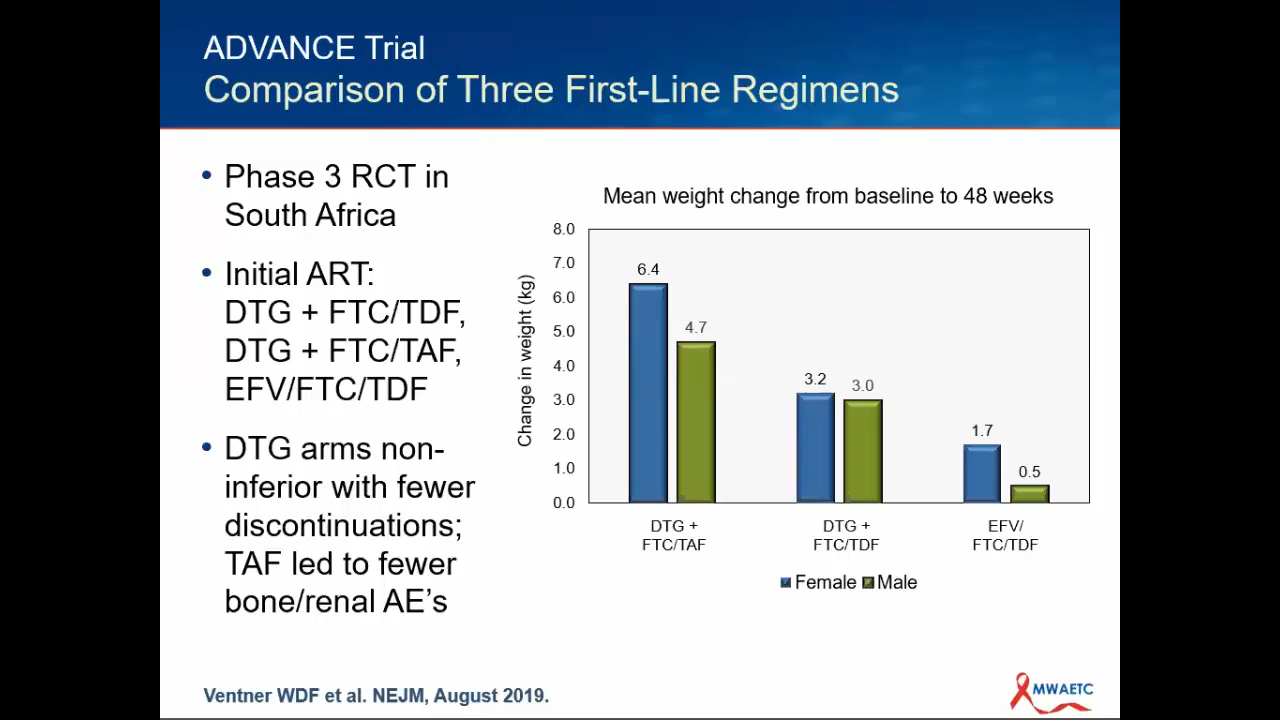 ADVANCE Trial
Comparison of Three First-Line Regimens
• Phase 3 RCT in
South Africa
• Initial ART:
DTG + FTC/TDF,
DTG + FTC/TAF,
EFV/FTC/TDF
• DTG arms non-
inferior with fewer
discontinuations;
TAF led to fewer
bone/renal AE’s
Mean weight change from baseline to 48 weeks
Change in weight (kg)
8.0
7.0
6.0
5.0
4.0
3.0
2.0
1.0
0.0
6.4
4.7
3.2
3.0
1.7
0.5
DTG +
FTC/TAF
DTG +
FTC/TDF
EFV/
FTC/TDF
Female Male
Ventner WDF et al. NEJM, August 2019.
MWAETC